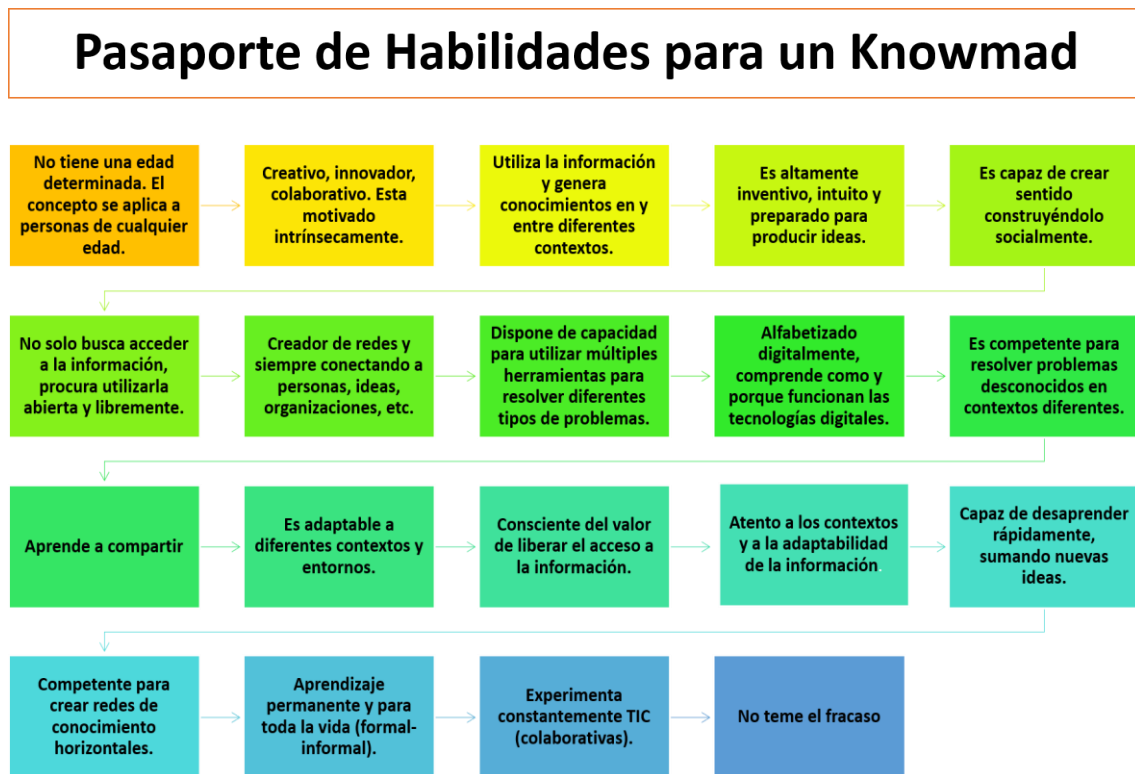 Pasaporte de Habilidades para un Knowmad
No tiene una edad
determinada. El
concepto se aplica a
personas de cualquier
edad.
Creativo, innovador,
colaborativo. Esta
motivado
intrínsecamente.
Utiliza la información
y genera
conocimientos en y
entre diferentes
contextos.
Es altamente
inventivo, intuito y
preparado para
producir ideas.
Es capaz de crear
sentido
construyéndolo
socialmente.
No solo busca acceder
a la información,
procura utilizarla
abierta y libremente.
Creador de redes y
siempre conectando a
personas, ideas,
organizaciones, etc.
Dispone de capacidad
para utilizar múltiples
herramientas para
resolver diferentes
tipos de problemas.
Alfabetizado
digitalmente,
comprende como y
porque funcionan las
tecnologías digitales.
Es competente para
resolver problemas
desconocidos en
contextos diferentes.
Aprende a compartir
Es adaptable a
diferentes contextos y
entornos.
Consciente del valor
de liberar el acceso a
la información.
Atento a los contextos
y a la adaptabilidad
de la información.
Capaz de desaprender
rápidamente,
sumando nuevas
ideas.
Competente para
crear redes de
conocimiento
horizontales.
Aprendizaje
permanente y para
toda la vida (formal-
informal).
Experimenta
constantemente TIC
(colaborativas).
No teme el fracaso